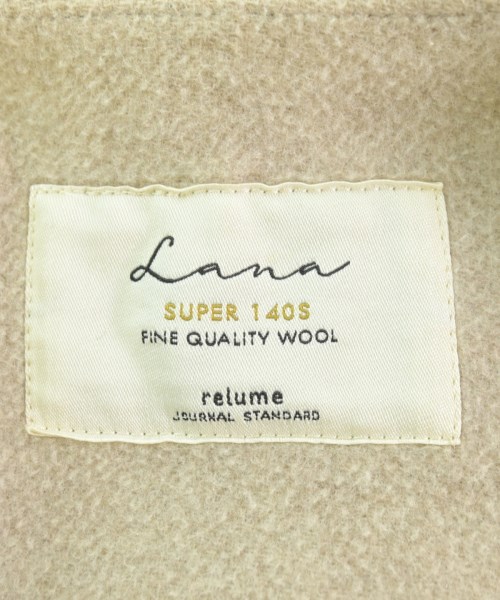 Lana
SUPER 140S
FINE QUALITY WOOL
relume
JOURNAL STANDARD